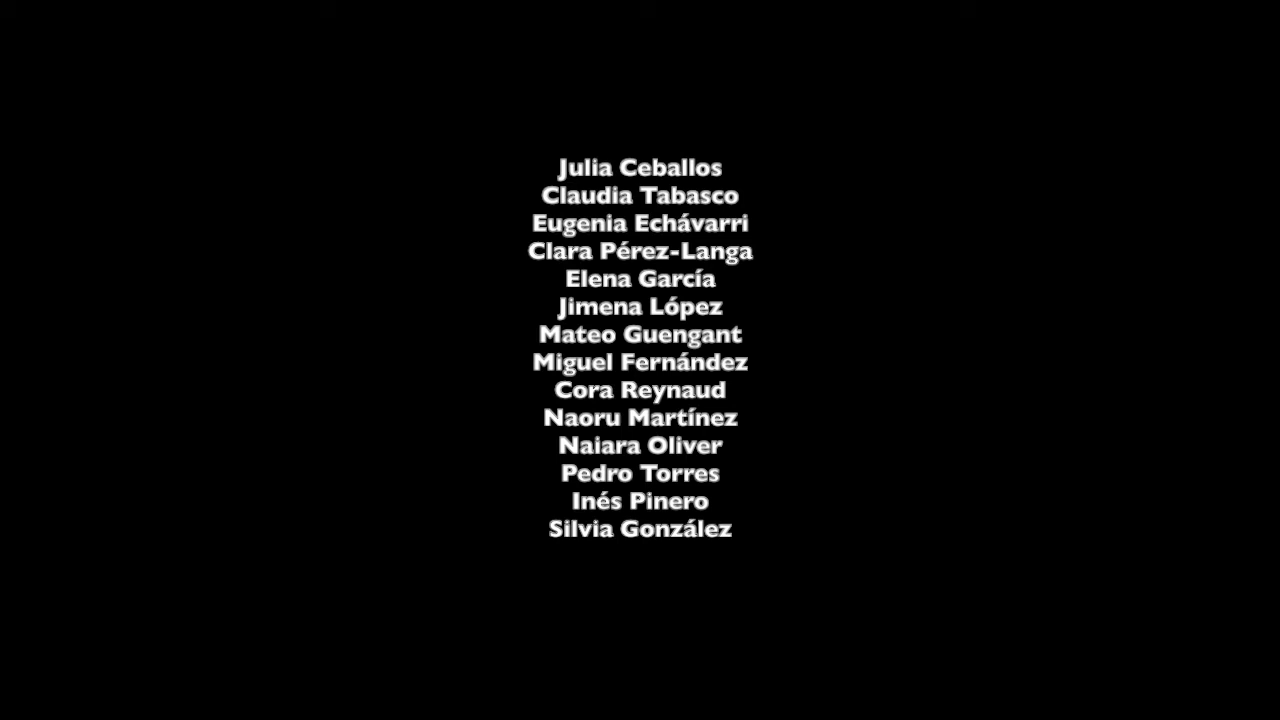 Julia Ceballos
Claudia Tabasco
Eugenia Echávarri
Clara Pérez-Langa
Elena García
Jimena López
Mateo Guengant
Miguel Fernández
Cora Reynaud
Naoru Martínez
Naiara Oliver
Pedro Torres
Inés Pinero
Silvia González